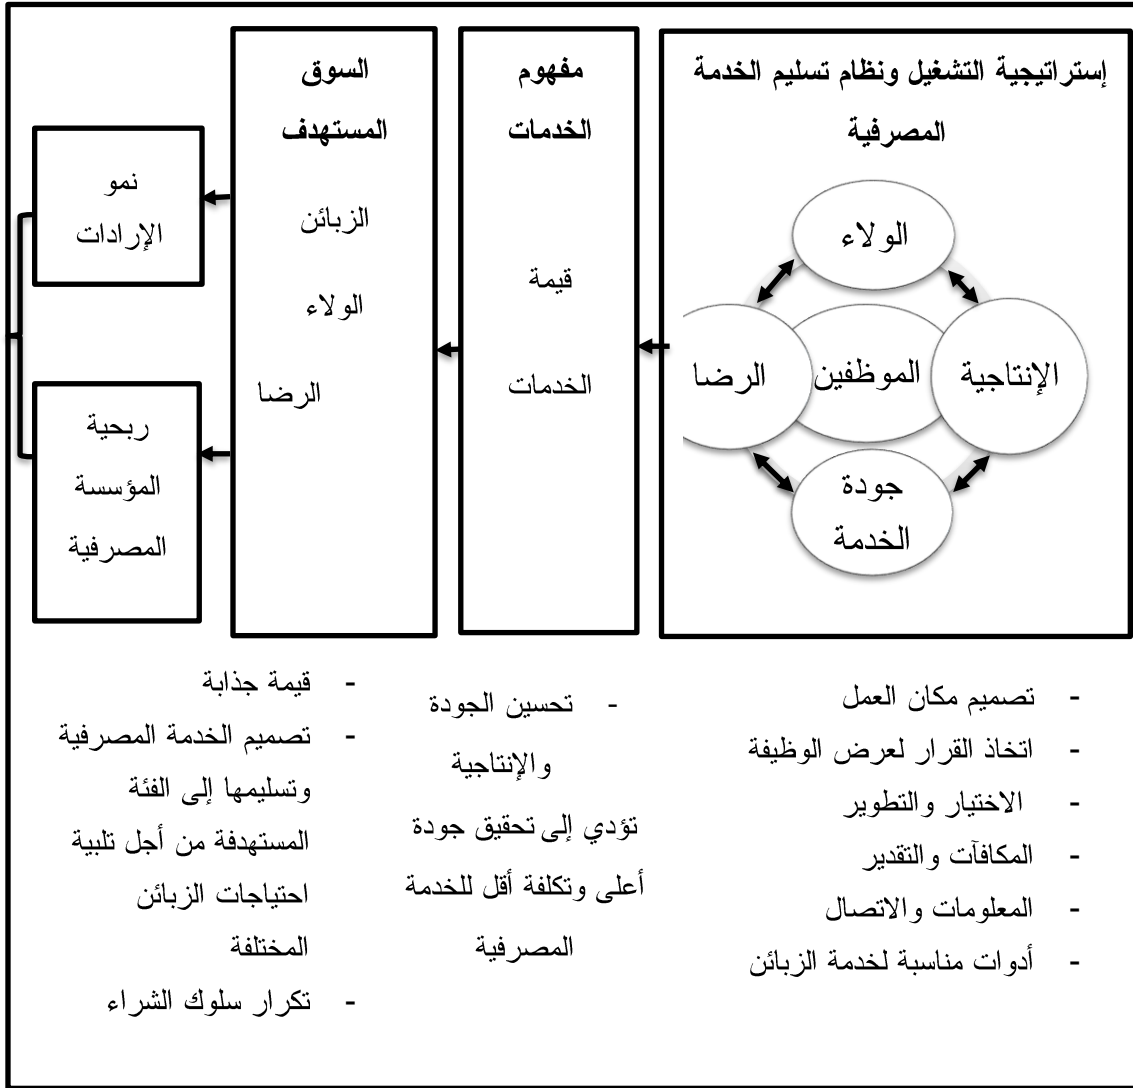 إستراتيجية التشغيل ونظام تسليم الخدمة
المصرفية
الولاء
الإنتاجية
الموظفين
الرضا
جودة
الخدمة
مفهوم
الخدمات
قيمة
الخدمات
السوق
المستهدف
الزبائن
الولاء
الرضا
نمو
الإرادات
ربحية
المؤسسة
المصرفية
- تصميم مكان العمل
- اتخاذ القرار لعرض الوظيفة
- الاختيار والتطوير
- المكافآت والتقدير
- المعلومات والاتصال
- أدوات مناسبة لخدمة الزبائن
- تحسين الجودة
والإنتاجية
تؤدي إلى تحقيق جودة
أعلى وتكلفة أقل للخدمة
المصرفية
- قيمة جذابة
- تصميم الخدمة المصرفية
وتسليمها إلى الفئة
المستهدفة من أجل تلبية
احتياجات الزبائن
المختلفة
- تكرار سلوك الشراء